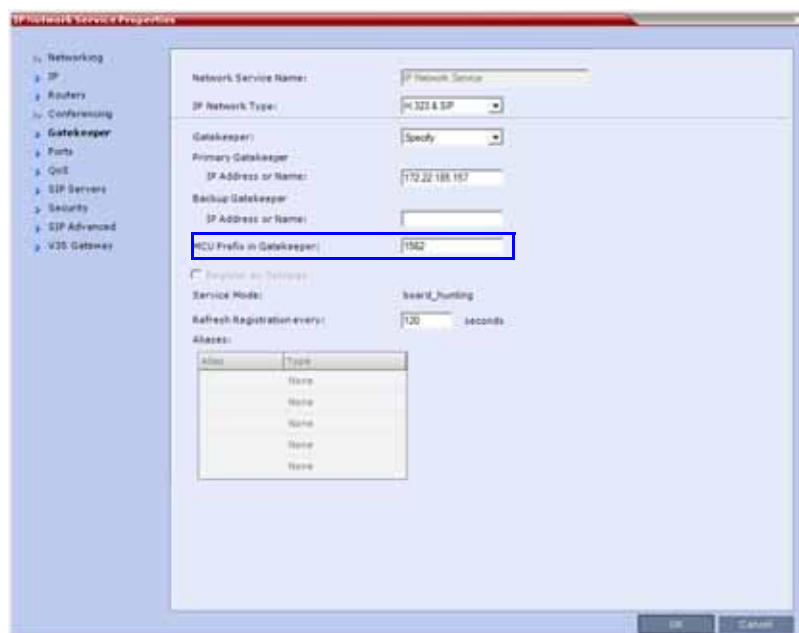 IP Network Service Properties
Networking
IP
Routers
Conferencing
Gatekeeper
Ports
QoS
SIP Servers
Security
SIP Advanced
V35 Gateway
Network Service Name: IP Network Service
IP Network Type: H.323 & SIP
Gatekeeper: Specify
Primary Gatekeeper
IP Address or Name: 172.22.185.157
Backup Gatekeeper
IP Address or Name:
MCU Prefix in Gatekeeper: 1562
Register as Gateway
Service Mode: board_hunting
Refresh Registration every: 120 seconds
Aliases:
Alias Type
None
None
None
None
None
OK Cancel